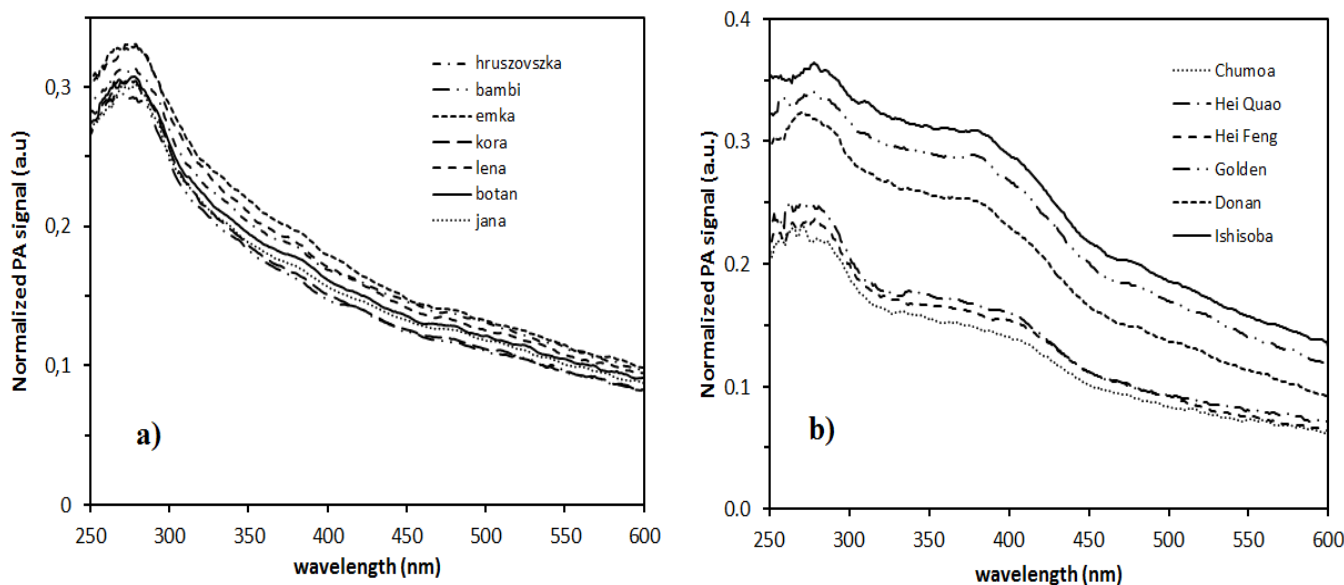 Normalized PA signal (a.u)
0,3
0,2
0,1
0
hruszovszka
bambi
emka
kora
lena
botan
jana
a)
250 300 350 400 450 500 550 600
wavelength (nm)
Normalized PA signal (a.u.)
0.4
0.3
0.2
0.1
0.0
Chumoa
Hei Quao
Hei Feng
Golden
Donan
Ishisoba
b)
250 300 350 400 450 500 550 600
wavelength (nm)